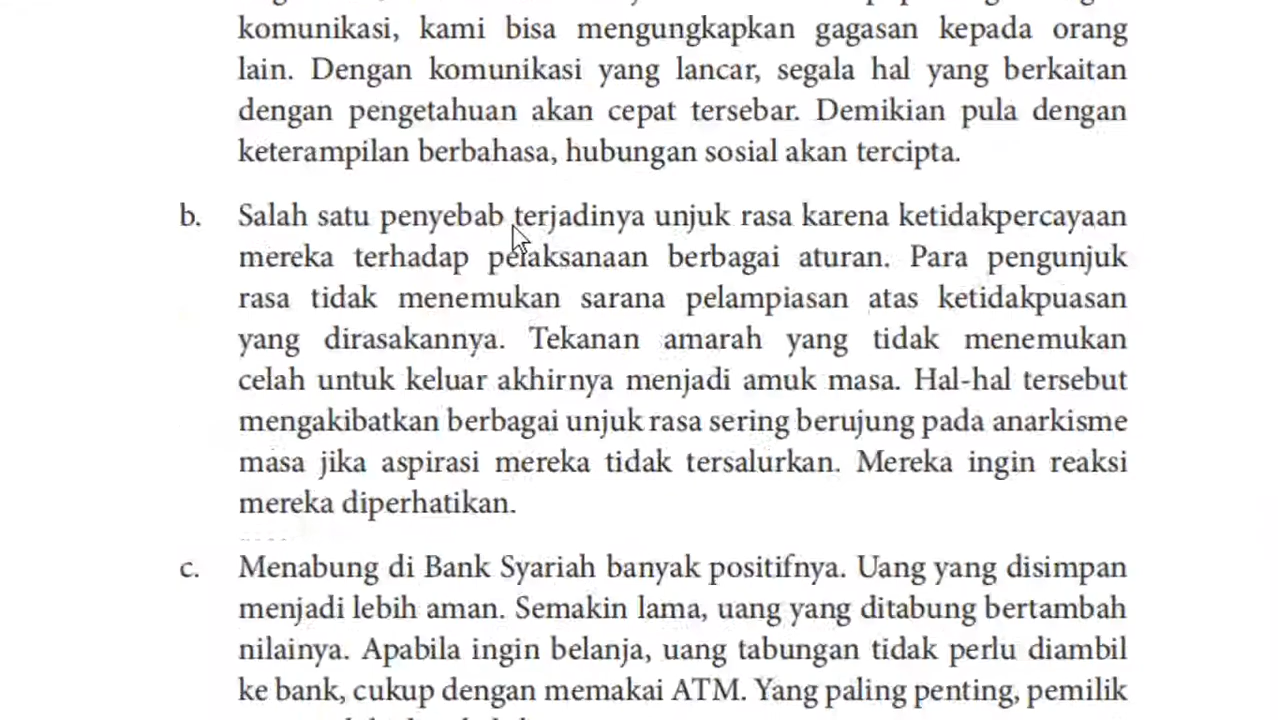 komunikasi, kami bisa mengungkapkan gagasan kepada orang
lain. Dengan komunikasi yang lancar, segala hal yang berkaitan
dengan pengetahuan akan cepat tersebar. Demikian pula dengan
keterampilan berbahasa, hubungan sosial akan tercipta.
b. Salah satu penyebab terjadinya unjuk rasa karena ketidakpercayaan
mereka terhadap pelaksanaan berbagai aturan. Para pengunjuk
rasa tidak menemukan sarana pelampiasan atas ketidakpuasan
yang dirasakannya. Tekanan amarah yang tidak menemukan
celah untuk keluar akhirnya menjadi amuk masa. Hal-hal tersebut
mengakibatkan berbagai unjuk rasa sering berujung pada anarkisme
masa jika aspirasi mereka tidak tersalurkan. Mereka ingin reaksi
mereka diperhatikan.
c. Menabung di Bank Syariah banyak positifnya. Uang yang disimpan
menjadi lebih aman. Semakin lama, uang yang ditabung bertambah
nilainya. Apabila ingin belanja, uang tabungan tidak perlu diambil
ke bank, cukup dengan memakai ATM. Yang paling penting, pemilik